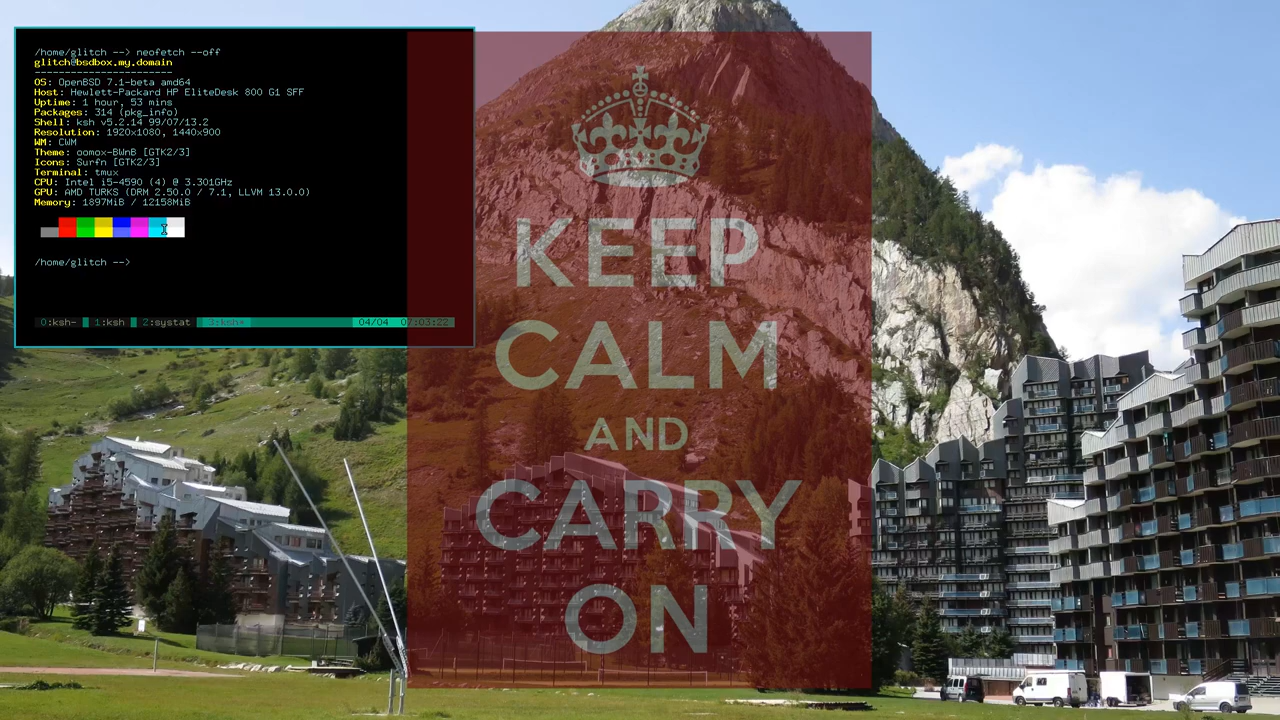 /home/glitch --> neofetch --off
glitch@bsdbox.my.domain
-----------------------
OS: OpenBSD 7.1-beta amd64
Host: Hewlett-Packard HP EliteDesk 800 G1 SFF
Uptime: 1 hour, 53 mins
Packages: 314 (pkg_info)
Shell: ksh v5.2.14 99/07/13.2
Resolution: 1920x1080, 1440x900
WM: CWM
Theme: oomox-BWnB [GTK2/3]
Icons: Surfn [GTK2/3]
Terminal: tmux
CPU: Intel i5-4590 (4) @ 3.301GHz
GPU: AMD TURKS (DRM 2.50.0 / 7.1, LLVM 13.0.0)
Memory: 1897MiB / 12158MiB
/home/glitch -->
0:ksh- 1:ksh 2:systat 3:ksh* 04/04 07:03:22
KEEP
CALM
AND
CARRY
ON